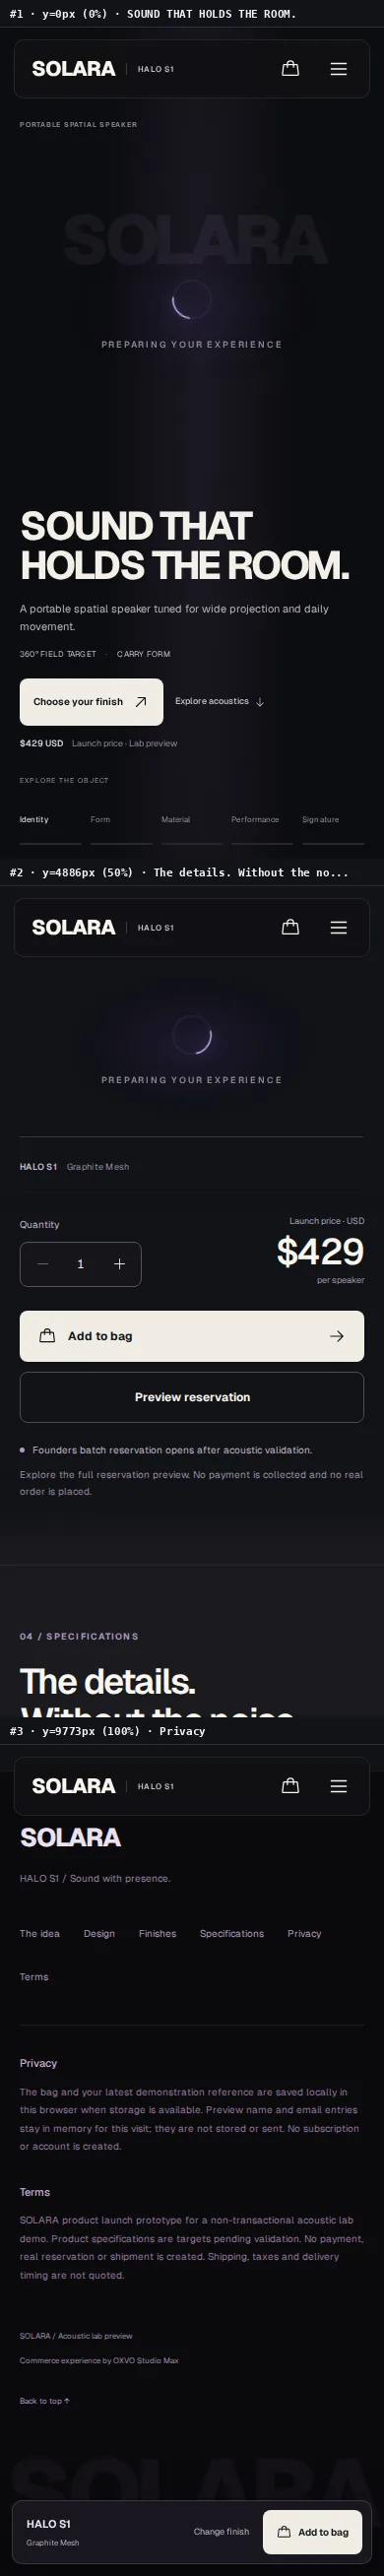 #1 · y=0px (0%) · SOUND THAT HOLDS THE ROOM.
SOLARA HALO S1
PORTABLE SPATIAL SPEAKER
SOLARA
PREPARING YOUR EXPERIENCE
SOUND THAT
HOLDS THE ROOM.
A portable spatial speaker tuned for wide projection and daily
movement.
360° FIELD TARGET · CARRY FORM
Choose your finish Explore acoustics ↓
$429 USD Launch price · Lab preview
EXPLORE THE OBJECT
Identity Form Material Performance Signature
#2 · y=4886px (50%) · The details. Without the no...
SOLARA HALO S1
PREPARING YOUR EXPERIENCE
HALO S1 Graphite Mesh
Quantity
Launch price · USD
— 1 +
$429
per speaker
Add to bag →
Preview reservation
Founders batch reservation opens after acoustic validation.
Explore the full reservation preview. No payment is collected and no real
order is placed.
04 / SPECIFICATIONS
The details.
Without the noise
#3 · y=9773px (100%) · Privacy
SOLARA HALO S1
SOLARA
HALO S1 / Sound with presence.
The idea Design Finishes Specifications Privacy
Terms
Privacy
The bag and your latest demonstration reference are saved locally in
this browser when storage is available. Preview name and email entries
stay in memory for this visit; they are not stored or sent. No subscription
or account is created.
Terms
SOLARA product launch prototype for a non-transactional acoustic lab
demo. Product specifications are targets pending validation. No payment,
real reservation or shipment is created. Shipping, taxes and delivery
timing are not quoted.
SOLARA / Acoustic lab preview
Commerce experience by OXVO Studio Max
Back to top ↑
SOLARA
HALO S1
Graphite Mesh
Change finish
Add to bag